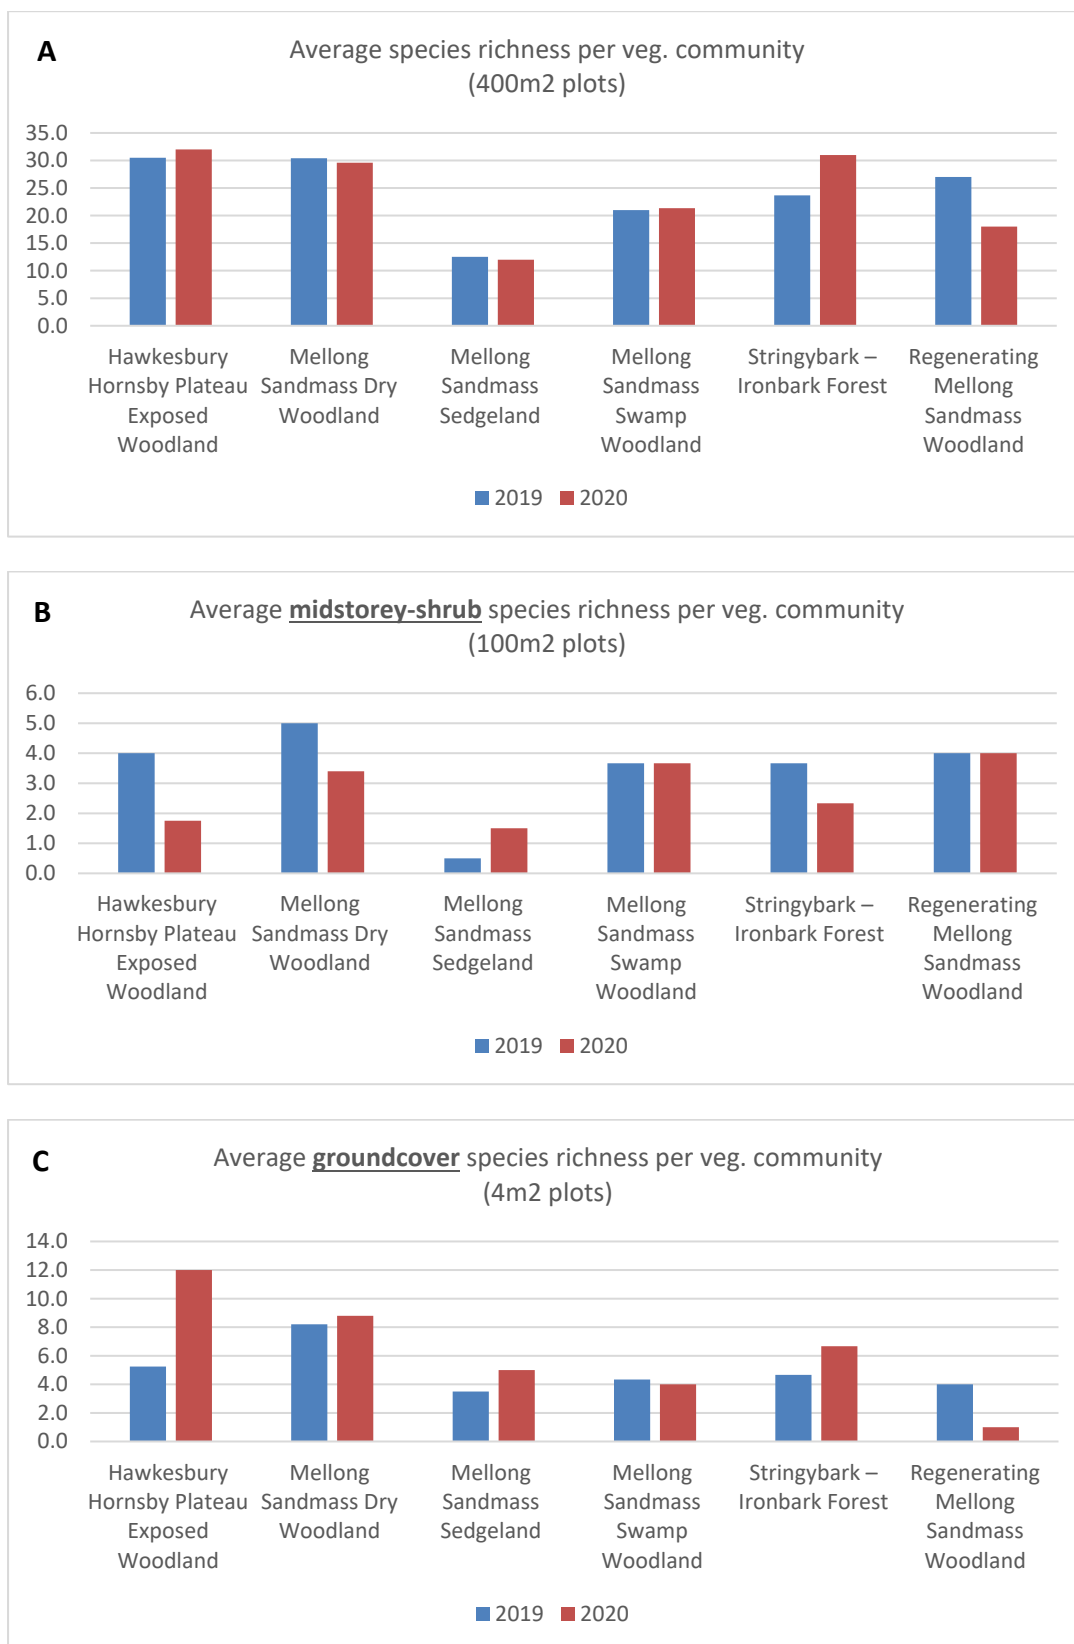 A
Average species richness per veg. community
(400m2 plots)
35.0
30.0
25.0
20.0
15.0
10.0
5.0
0.0
Hawkesbury
Hornsby Plateau
Exposed
Woodland
Mellong
Sandmass Dry
Woodland
Mellong
Sandmass
Sedgeland
Mellong
Sandmass
Swamp
Woodland
Stringybark –
Ironbark Forest
Regenerating
Mellong
Sandmass
Woodland
2019 2020
B
Average midstorey-shrub species richness per veg. community
(100m2 plots)
6.0
5.0
4.0
3.0
2.0
1.0
0.0
Hawkesbury
Hornsby Plateau
Exposed
Woodland
Mellong
Sandmass Dry
Woodland
Mellong
Sandmass
Sedgeland
Mellong
Sandmass
Swamp
Woodland
Stringybark –
Ironbark Forest
Regenerating
Mellong
Sandmass
Woodland
2019 2020
C
Average groundcover species richness per veg. community
(4m2 plots)
14.0
12.0
10.0
8.0
6.0
4.0
2.0
0.0
Hawkesbury
Hornsby Plateau
Exposed
Woodland
Mellong
Sandmass Dry
Woodland
Mellong
Sandmass
Sedgeland
Mellong
Sandmass
Swamp
Woodland
Stringybark –
Ironbark Forest
Regenerating
Mellong
Sandmass
Woodland
2019 2020